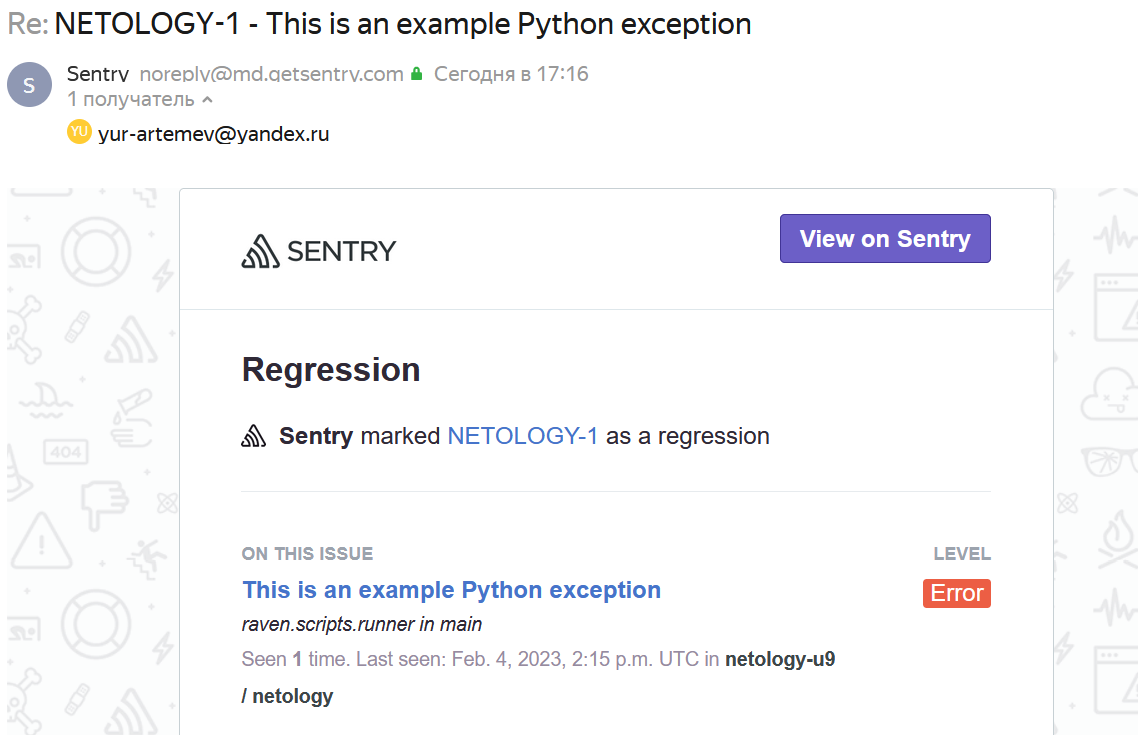 Re: NETOLOGY-1 - This is an example Python exception
S
Sentry noreply@md.getsentry.com Сегодня в 17:16
1 получатель
YU yur-artemev@yandex.ru
SENTRY
View on Sentry
Regression
Sentry marked NETOLOGY-1 as a regression
404
ON THIS ISSUE
LEVEL
This is an example Python exception
Error
raven.scripts.runner in main
Seen 1 time. Last seen: Feb. 4, 2023, 2:15 p.m. UTC in netology-u9
/ netology